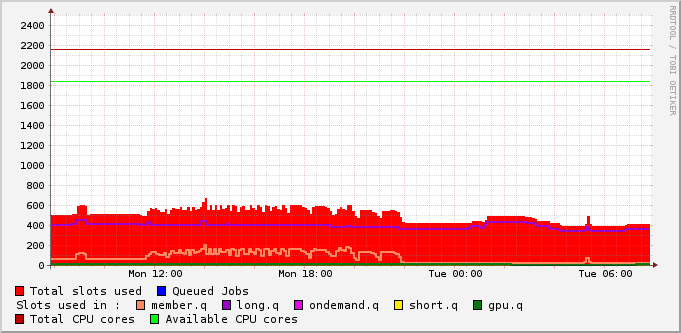 2400
2200
2000
1800
1600
1400
1200
1000
800
600
400
200
0
Mon 12:00 Mon 18:00 Tue 00:00 Tue 06:00
RRDTOOL / TOBI OETIKER
Total slots used Queued Jobs
Slots used in : member.q long.q ondemand.q short.q gpu.q
Total CPU cores Available CPU cores